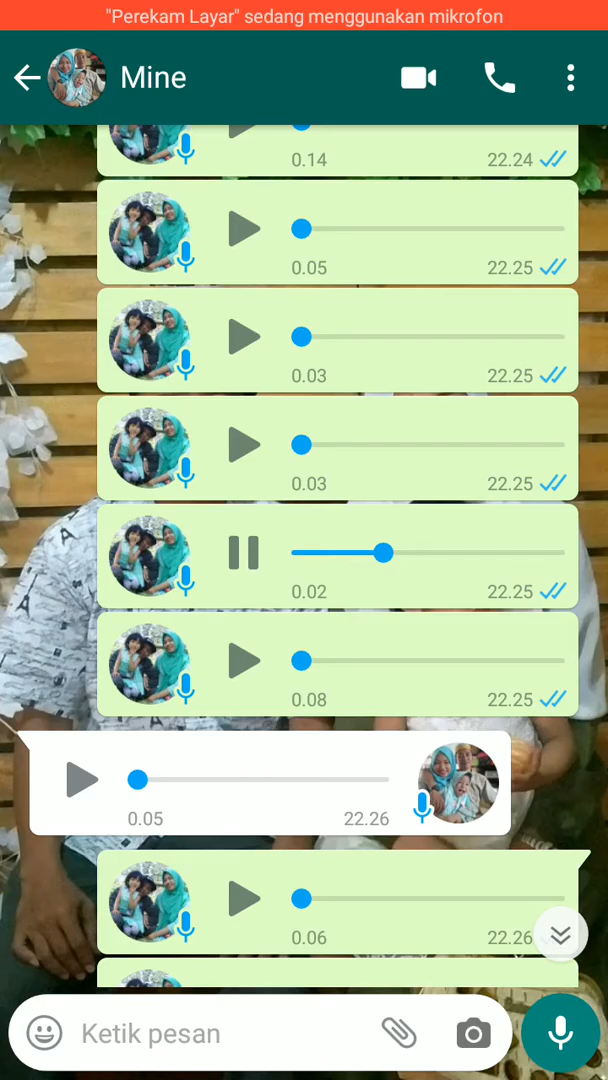 "Perekam Layar" sedang menggunakan mikrofon
Mine
0.14 22.24
0.05 22.25
0.03 22.25
0.03 22.25
0.02 22.25
0.08 22.25
0.05 22.26
0.06 22.26
Ketik pesan